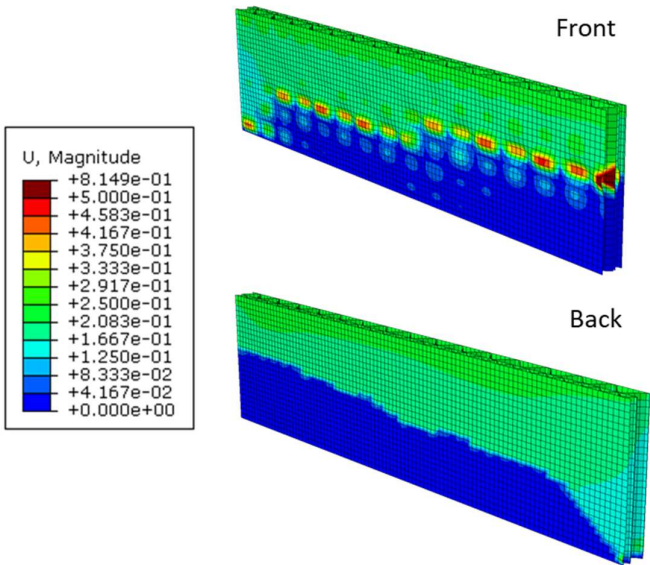 Front
U, Magnitude
+8.149e-01
+5.000e-01
+4.583e-01
+4.167e-01
+3.750e-01
+3.333e-01
+2.917e-01
+2.500e-01
+2.083e-01
+1.667e-01
+1.250e-01
+8.333e-02
+4.167e-02
+0.000e+00
Back